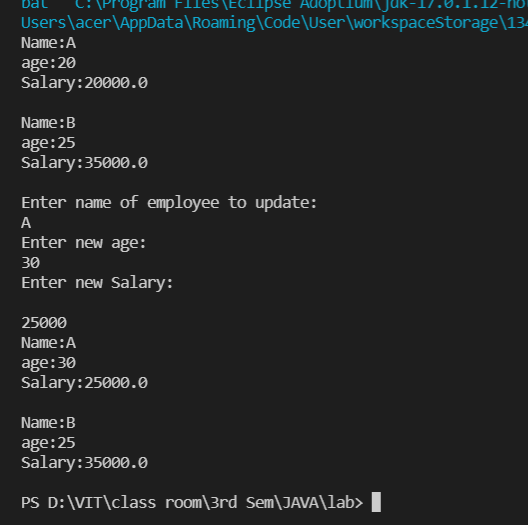 bat" "C:\Program Files\Eclipse Adoptium\jdk-17.0.1.12-ho
Users\acer\AppData\Roaming\Code\User\workspaceStorage\134
Name:A
age:20
Salary:20000.0
Name:B
age:25
Salary:35000.0
Enter name of employee to update:
A
Enter new age:
30
Enter new Salary:
25000
Name:A
age:30
Salary:25000.0
Name:B
age:25
Salary:35000.0
PS D:\VIT\class room\3rd Sem\JAVA\lab>